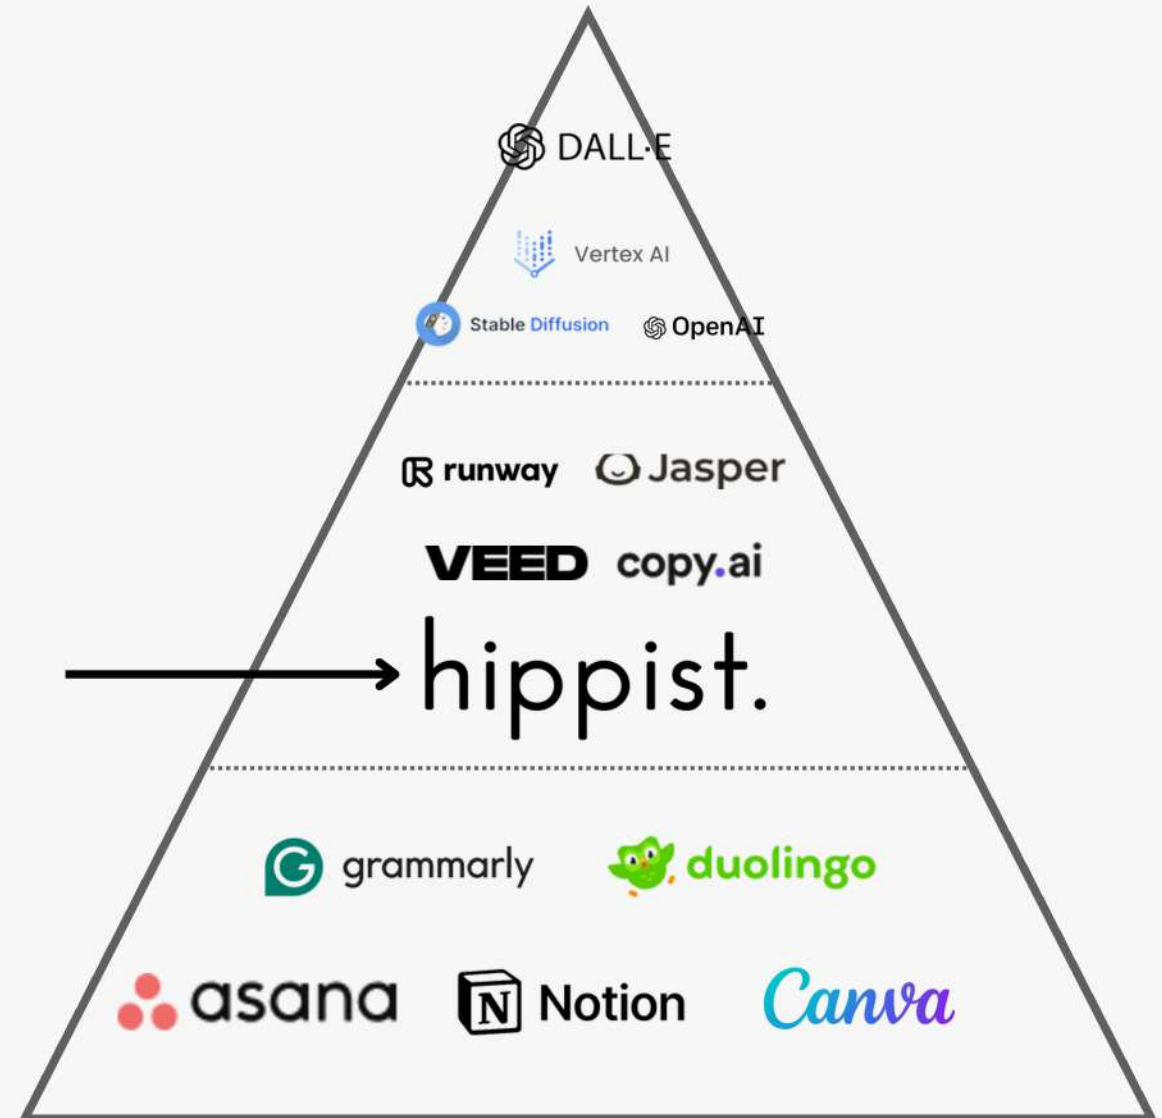 DALL·E
Vertex AI
Stable Diffusion OpenAI
runway Jasper
VEED copy.ai
hippist.
grammarly duolingo
asana Notion Canva